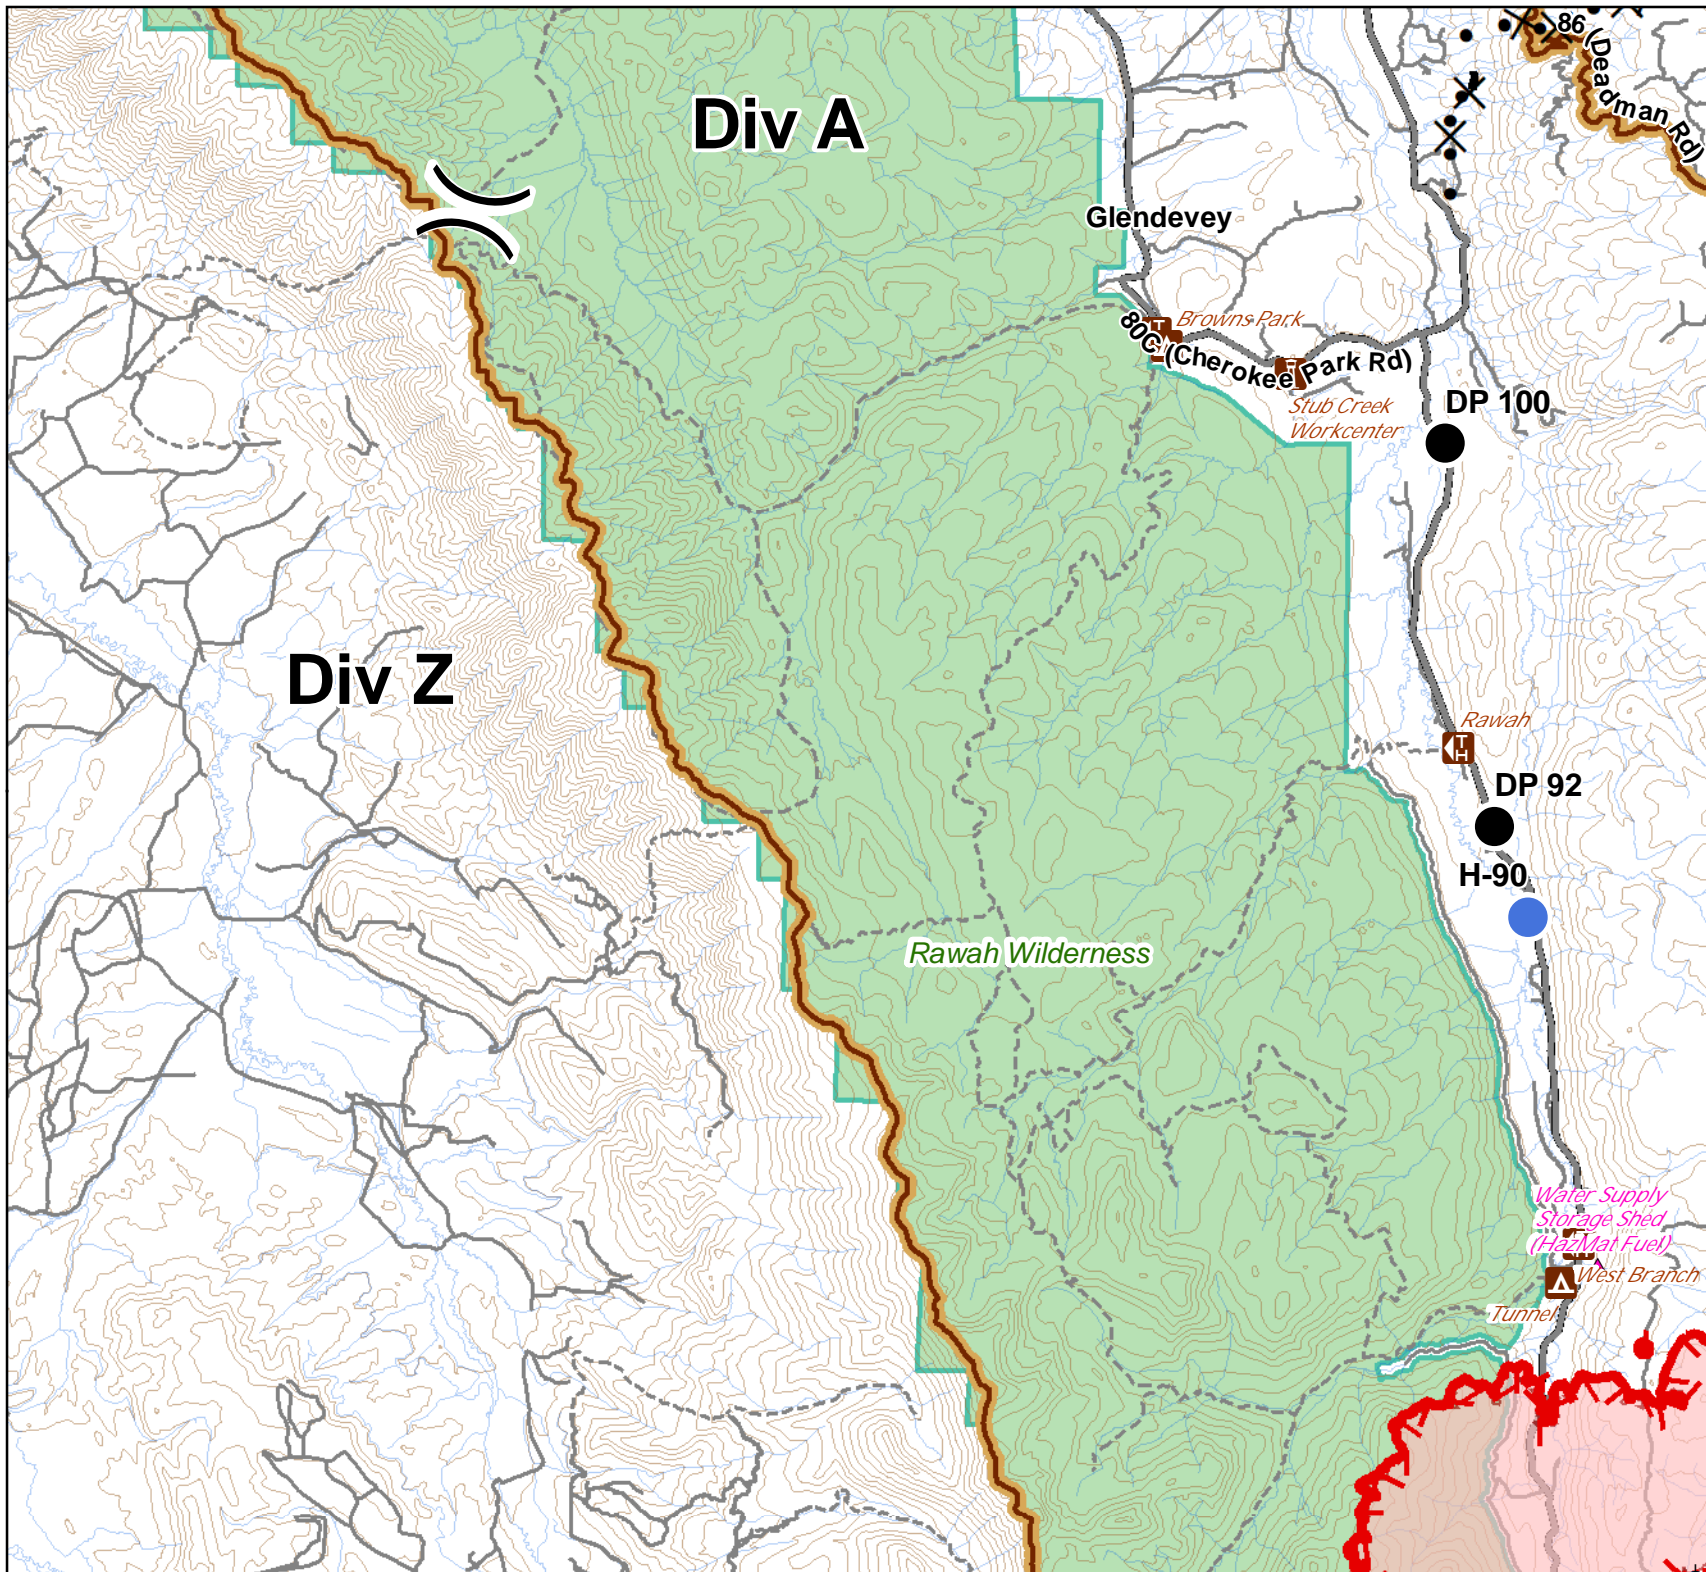 86 (Deadman Rd)
Div A
Glendevey
Browns Park
80C (Cherokee Park Rd)
Stub Creek
Workcenter
DP 100
Div Z
Rawah
T
H
DP 92
H-90
Rawah Wilderness
Water Supply
Storage Shed
(HazMat Fuel)
West Branch
Tunnel